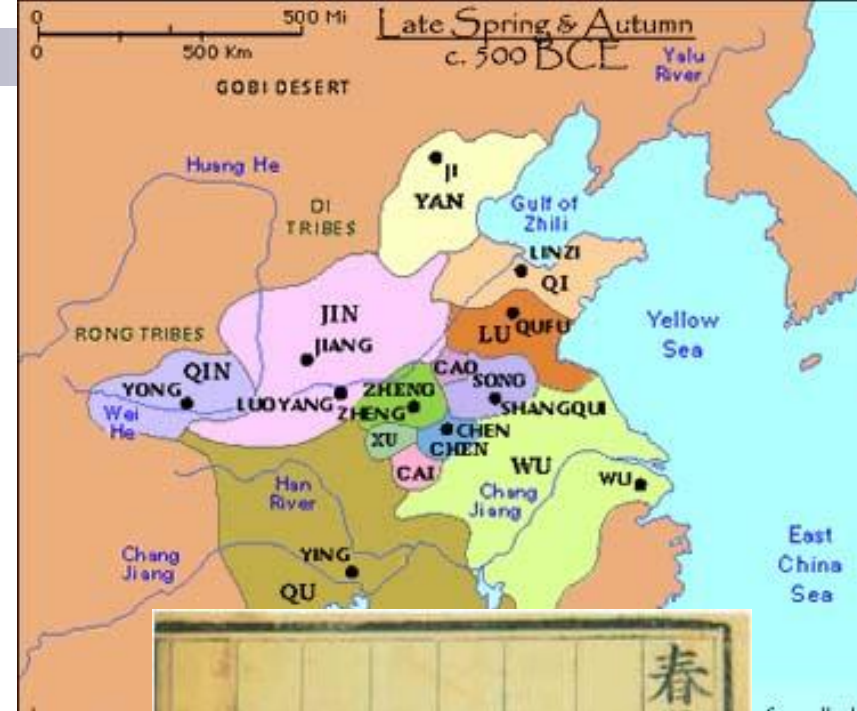 0 500 Mi
0 500 Km
Late Spring & Autumn
c. 500 BCE
Yalu
River
GOBI DESERT
Huang He
DI
TRIBES
JI
YAN
Gulf of
Zhili
LINZI
QI
JIN
JIANG
LU
QUFU
Yellow
Sea
RONG TRIBES
QIN
YONG
Wei
He
LUOYANG
ZHENG
ZHENG
CAO
SONG
SHANGQUI
XU
CHEN
CHEN
CAI
WU
WU
Chang
Jiang
Han
River
Chang
Jiang
YING
QU
East
China
Sea
春